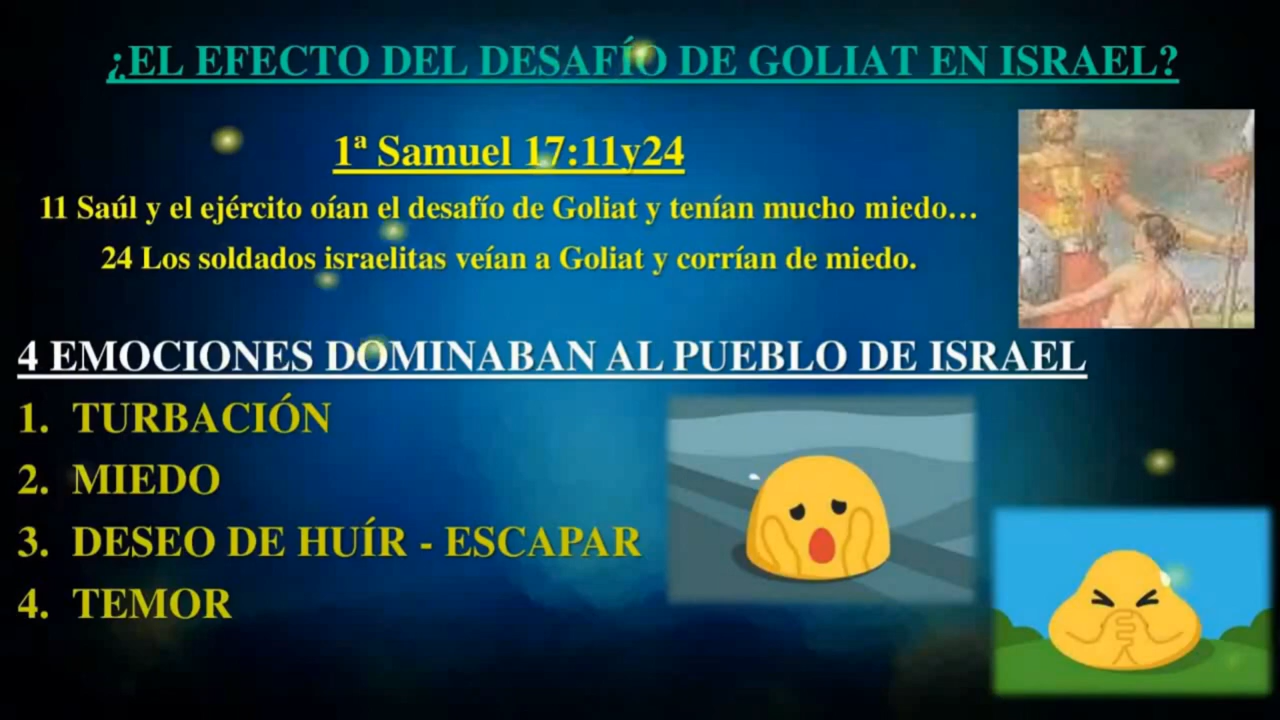 ¿EL EFECTO DEL DESAFÍO DE GOLIAT EN ISRAEL?
1ª Samuel 17:11y24
11 Saúl y el ejército oían el desafío de Goliat y tenían mucho miedo…
24 Los soldados israelitas veían a Goliat y corrían de miedo.
4 EMOCIONES DOMINABAN AL PUEBLO DE ISRAEL
1. TURBACIÓN
2. MIEDO
3. DESEO DE HUÍR - ESCAPAR
4. TEMOR